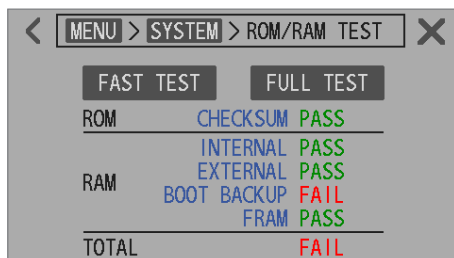 < MENU > SYSTEM > ROM/RAM TEST X
FAST TEST FULL TEST
ROM CHECKSUM PASS
INTERNAL PASS
RAM EXTERNAL PASS
BOOT BACKUP FAIL
FRAM PASS
TOTAL FAIL